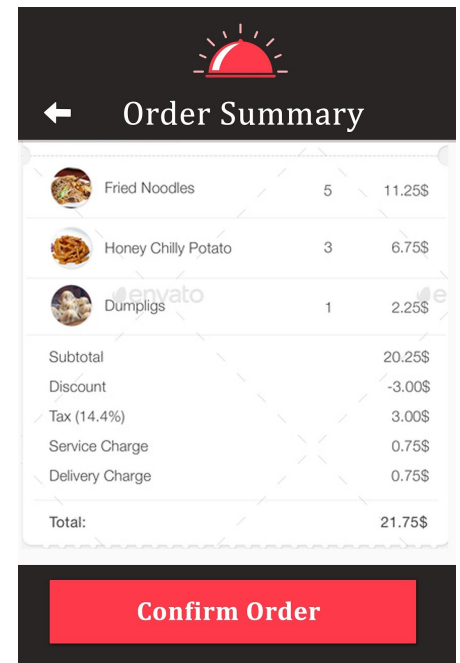 Order Summary
Fried Noodles 5 11.25$
Honey Chilly Potato 3 6.75$
envato e
Dumpligs 1 2.25$
Subtotal 20.25$
Discount -3.00$
Tax (14.4%) 3.00$
Service Charge 0.75$
Delivery Charge 0.75$
Total: 21.75$
Confirm Order